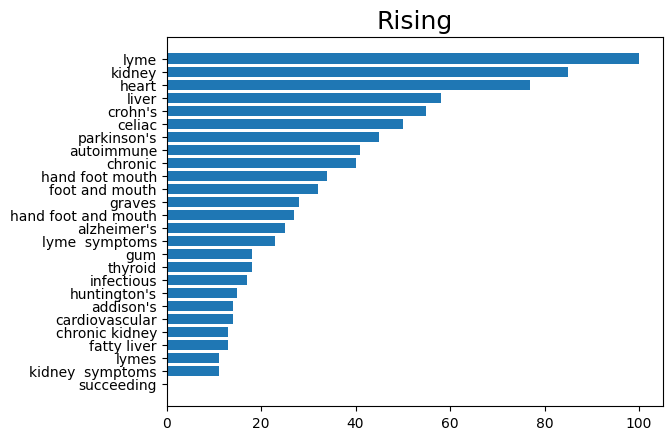 Rising
lyme
kidney
heart
liver
crohn's
celiac
parkinson's
autoimmune
chronic
hand foot mouth
foot and mouth
graves
hand foot and mouth
alzheimer's
lyme  symptoms
gum
thyroid
infectious
huntington's
addison's
cardiovascular
chronic kidney
fatty liver
lymes
kidney  symptoms
succeeding
0 20 40 60 80 100